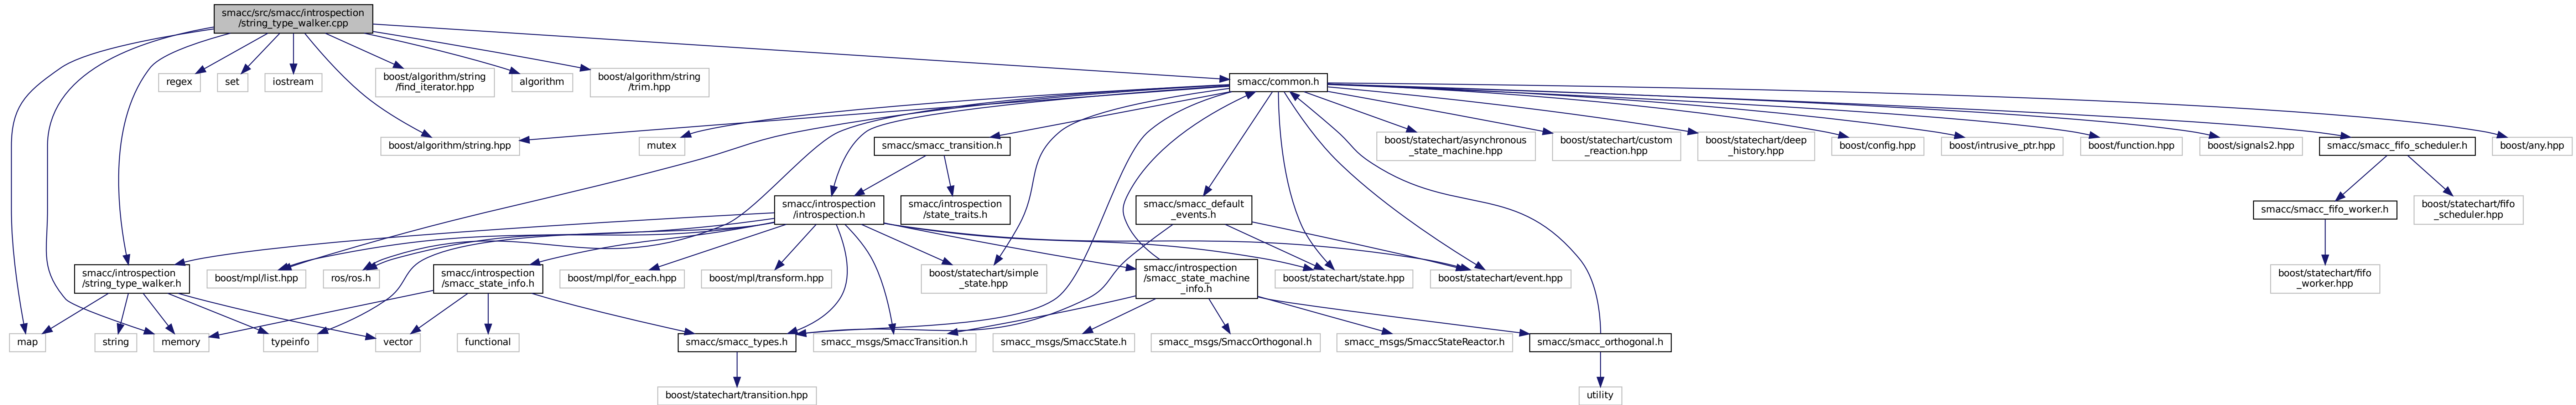 smacc/src/smacc/introspection
/string_type_walker.cpp
regex
set
iostream
boost/algorithm/string
/find_iterator.hpp
algorithm
boost/algorithm/string
/trim.hpp
smacc/common.h
boost/algorithm/string.hpp
mutex
smacc/smacc_transition.h
boost/statechart/asynchronous
_state_machine.hpp
boost/statechart/custom
_reaction.hpp
boost/statechart/deep
_history.hpp
boost/config.hpp
boost/intrusive_ptr.hpp
boost/function.hpp
boost/signals2.hpp
smacc/smacc_fifo_scheduler.h
boost/any.hpp
smacc/introspection
/introspection.h
smacc/introspection
/state_traits.h
smacc/smacc_default
_events.h
smacc/smacc_fifo_worker.h
boost/statechart/fifo
_scheduler.hpp
smacc/introspection
/string_type_walker.h
boost/mpl/list.hpp
ros/ros.h
smacc/introspection
/smacc_state_info.h
boost/mpl/for_each.hpp
boost/mpl/transform.hpp
boost/statechart/simple
_state.hpp
smacc/introspection
/smacc_state_machine
_info.h
boost/statechart/state.hpp
boost/statechart/event.hpp
boost/statechart/fifo
_worker.hpp
map
string
memory
typeinfo
vector
functional
smacc/smacc_types.h
smacc_msgs/SmaccTransition.h
smacc_msgs/SmaccState.h
smacc_msgs/SmaccOrthogonal.h
smacc_msgs/SmaccStateReactor.h
smacc/smacc_orthogonal.h
boost/statechart/transition.hpp
utility